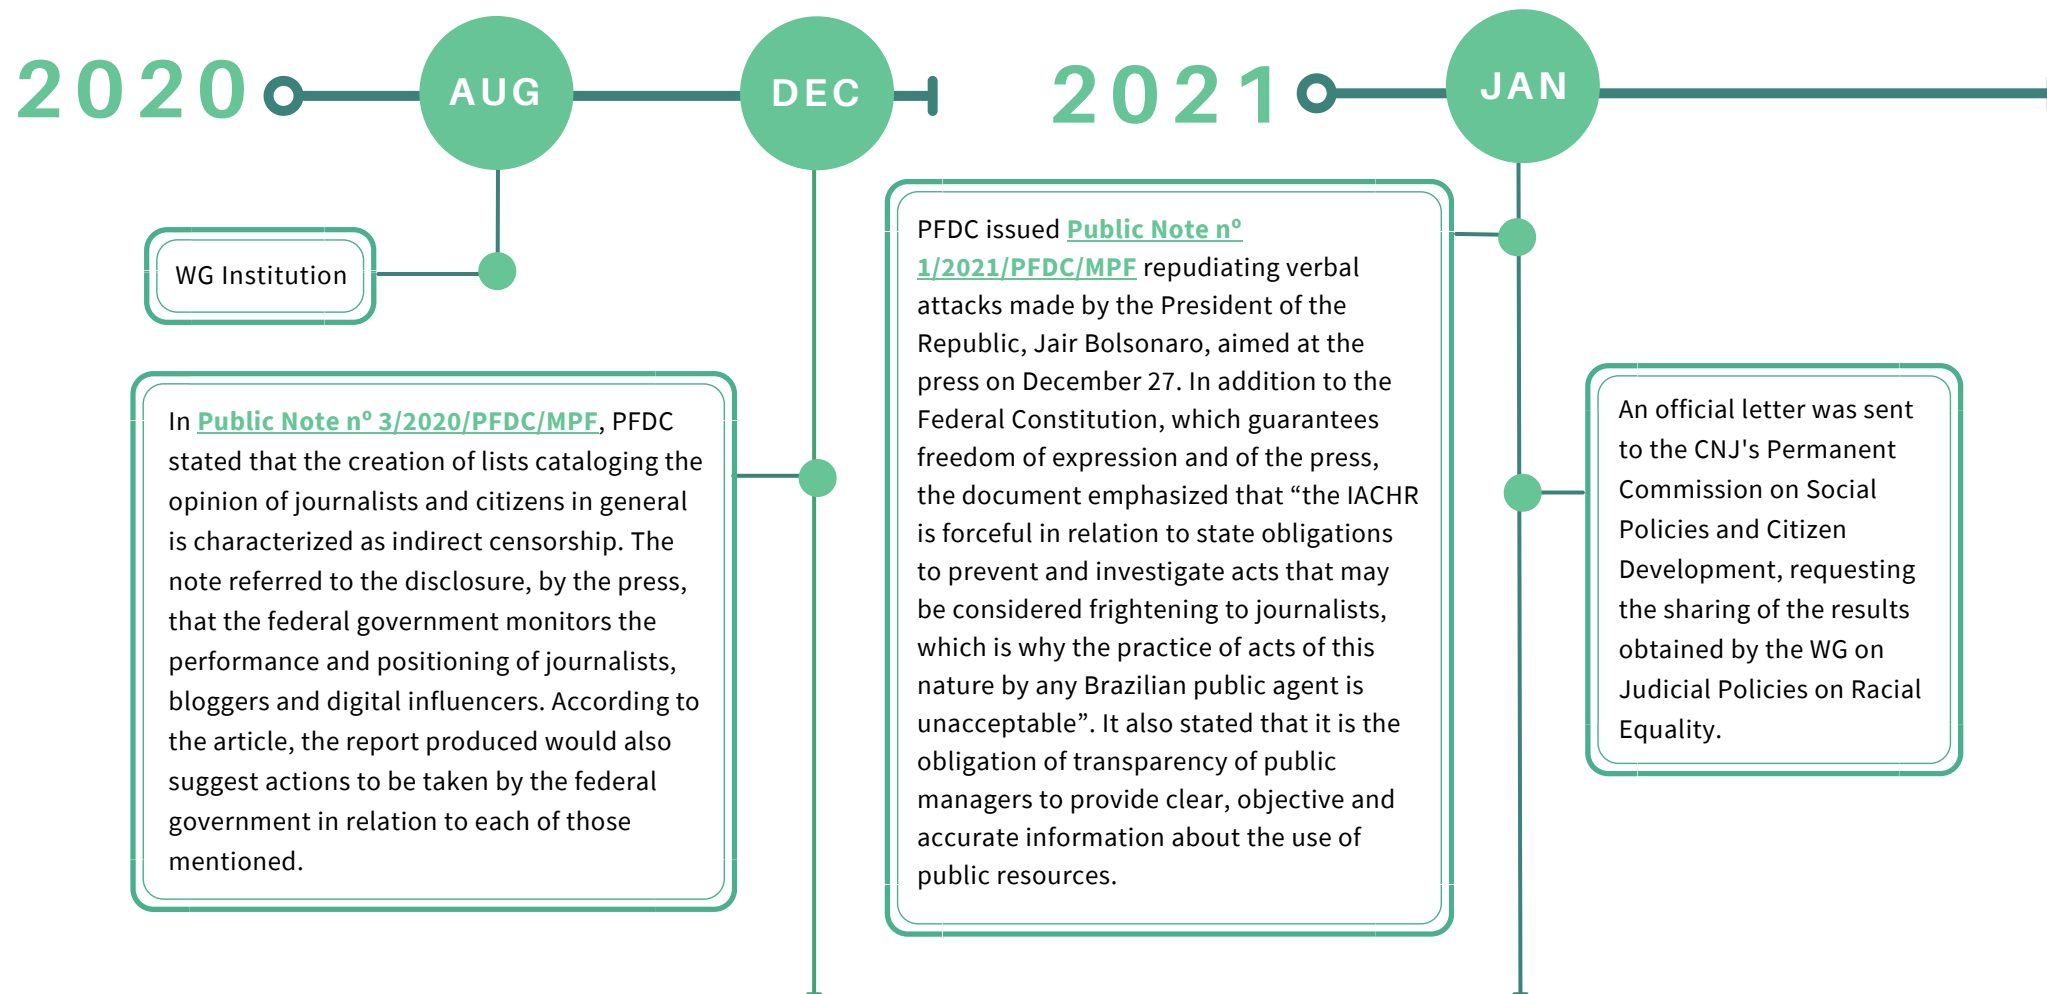 2020
AUG
DEC
WG Institution
In Public Note nº 3/2020/PFDC/MPF, PFDC
stated that the creation of lists cataloging the
opinion of journalists and citizens in general
is characterized as indirect censorship. The
note referred to the disclosure, by the press,
that the federal government monitors the
performance and positioning of journalists,
bloggers and digital influencers. According to
the article, the report produced would also
suggest actions to be taken by the federal
government in relation to each of those
mentioned.
2021
JAN
PFDC issued Public Note nº
1/2021/PFDC/MPF repudiating verbal
attacks made by the President of the
Republic, Jair Bolsonaro, aimed at the
press on December 27. In addition to the
Federal Constitution, which guarantees
freedom of expression and of the press,
the document emphasized that “the IACHR
is forceful in relation to state obligations
to prevent and investigate acts that may
be considered frightening to journalists,
which is why the practice of acts of this
nature by any Brazilian public agent is
unacceptable”. It also stated that it is the
obligation of transparency of public
managers to provide clear, objective and
accurate information about the use of
public resources.
An official letter was sent
to the CNJ's Permanent
Commission on Social
Policies and Citizen
Development, requesting
the sharing of the results
obtained by the WG on
Judicial Policies on Racial
Equality.